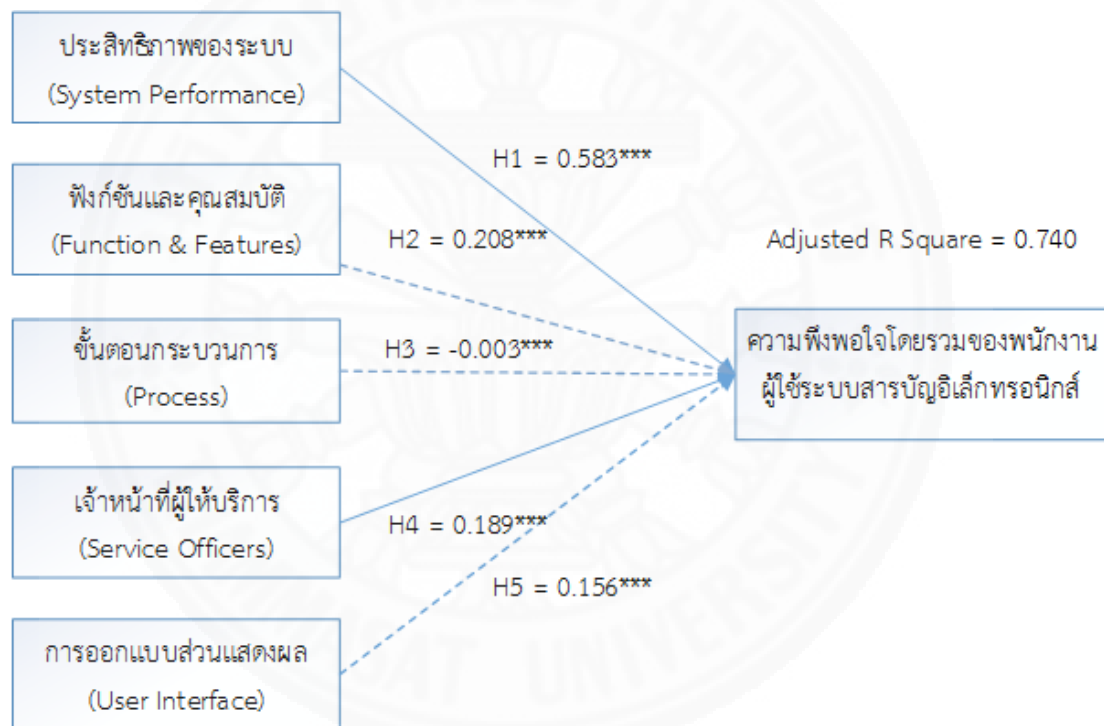 ประสิทธิภาพของระบบ
(System Performance)
H1 = 0.583***
ฟังก์ชันและคุณสมบัติ
(Function & Features)
H2 = 0.208***
Adjusted R Square = 0.740
ขั้นตอนกระบวนการ
(Process)
H3 = -0.003***
ความพึงพอใจโดยรวมของพนักงาน
ผู้ใช้ระบบสารบัญอิเล็กทรอนิกส์
เจ้าหน้าที่ผู้ให้บริการ
(Service Officers)
H4 = 0.189***
H5 = 0.156***
การออกแบบส่วนแสดงผล
(User Interface)
UNIVERSITY